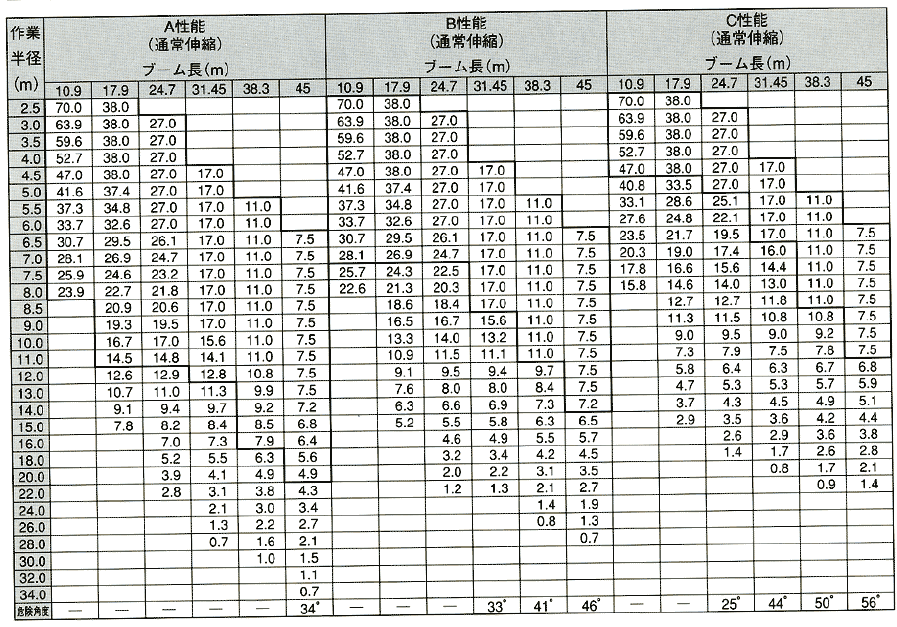 作業半径(m) A性能(通常伸縮) ブーム長(m) B性能(通常伸縮) ブーム長(m) C性能(通常伸縮) ブーム長(m)
10.9 17.9 24.7 31.45 38.3 45 10.9 17.9 24.7 31.45 38.3 45 10.9 17.9 24.7 31.45 38.3 45
2.5 70.0 38.0 70.0 38.0 70.0 38.0
3.0 63.9 38.0 27.0 63.9 38.0 27.0 63.9 38.0 27.0
3.5 59.6 38.0 27.0 59.6 38.0 27.0 59.6 38.0 27.0
4.0 52.7 38.0 27.0 52.7 38.0 27.0 52.7 38.0 27.0
4.5 47.0 38.0 27.0 17.0 47.0 38.0 27.0 17.0 47.0 38.0 27.0 17.0
5.0 41.6 37.4 27.0 17.0 41.6 37.4 27.0 17.0 40.8 33.5 27.0 17.0
5.5 37.3 34.8 27.0 17.0 11.0 37.3 34.8 27.0 17.0 11.0 33.1 28.6 25.1 17.0 11.0
6.0 33.7 32.6 27.0 17.0 11.0 33.7 32.6 27.0 17.0 11.0 27.6 24.8 22.1 17.0 11.0
6.5 30.7 29.5 26.1 17.0 11.0 7.5 30.7 29.5 26.1 17.0 11.0 7.5 23.5 21.7 19.5 17.0 11.0 7.5
7.0 28.1 26.9 24.7 17.0 11.0 7.5 28.1 26.9 24.7 17.0 11.0 7.5 20.3 19.0 17.4 16.0 11.0 7.5
7.5 25.9 24.6 23.2 17.0 11.0 7.5 25.7 24.3 22.5 17.0 11.0 7.5 17.8 16.6 15.6 14.4 11.0 7.5
8.0 23.9 22.7 21.8 17.0 11.0 7.5 22.6 21.3 20.3 17.0 11.0 7.5 15.8 14.6 14.0 13.0 11.0 7.5
8.5 20.9 20.6 17.0 11.0 7.5 18.6 18.4 17.0 11.0 7.5 12.7 12.7 11.8 11.0 7.5
9.0 19.3 19.5 17.0 11.0 7.5 16.5 16.7 15.6 11.0 7.5 11.3 11.5 10.8 10.8 7.5
10.0 16.7 17.0 15.6 11.0 7.5 13.3 14.0 13.2 11.0 7.5 9.0 9.5 9.0 9.2 7.5
11.0 14.5 14.8 14.1 11.0 7.5 10.9 11.5 11.1 11.0 7.5 7.3 7.9 7.5 7.8 7.5
12.0 12.6 12.9 12.8 10.8 7.5 9.1 9.5 9.4 9.7 7.5 5.8 6.4 6.3 6.7 6.8
13.0 10.7 11.0 11.3 9.9 7.5 7.6 8.0 8.0 8.4 7.5 4.7 5.3 5.3 5.7 5.9
14.0 9.1 9.4 9.7 9.2 7.2 6.3 6.6 6.9 7.3 7.2 3.7 4.3 4.5 4.9 5.1
15.0 7.8 8.2 8.4 8.5 6.8 5.2 5.5 5.8 6.3 6.5 2.9 3.5 3.6 4.2 4.4
16.0 7.0 7.3 7.9 6.4 4.6 4.9 5.5 5.7 2.6 2.9 3.6 3.8
18.0 5.2 5.5 6.3 5.6 3.2 3.4 4.2 4.5 1.4 1.7 2.6 2.8
20.0 3.9 4.1 4.9 4.9 2.0 2.2 3.1 3.5 0.8 1.7 2.1
22.0 2.8 3.1 3.8 4.3 1.2 1.3 2.1 2.7 0.9 1.4
24.0 2.1 3.0 3.4 1.4 1.9
26.0 1.3 2.2 2.7 0.8 1.3
28.0 0.7 1.6 2.1 0.7
30.0 1.0 1.5
32.0 1.1
34.0 0.7
危険角度 — — — — — 34° — — — 33° 41° 46° — — 25° 44° 50° 56°